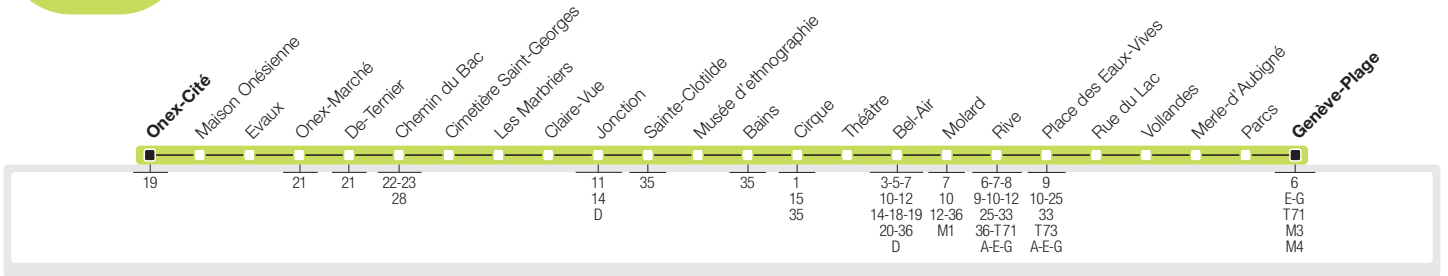 Onex-Cité
Maison Onésienne
Evaux
Onex-Marché
De-Ternier
Chemin du Bac
Cimetière Saint-Georges
Les Marbriers
Claire-Vue
Jonction
Sainte-Clotilde
Musée d'ethnographie
Bains
Cirque
Théâtre
Bel-Air
Molard
Rive
Place des Eaux-Vives
Rue du Lac
Vollandes
Merle-d'Aubigné
Parcs
Genève-Plage
19
21
21
22-23
28
11
14
D
35
35
1
15
35
3-5-7
10-12
14-18-19
20-36
D
7
10
12-36
M1
6-7-8
9-10-12
25-33
36-T71
A-E-G
9
10-25
33
T73
A-E-G
6
E-G
T71
M3
M4